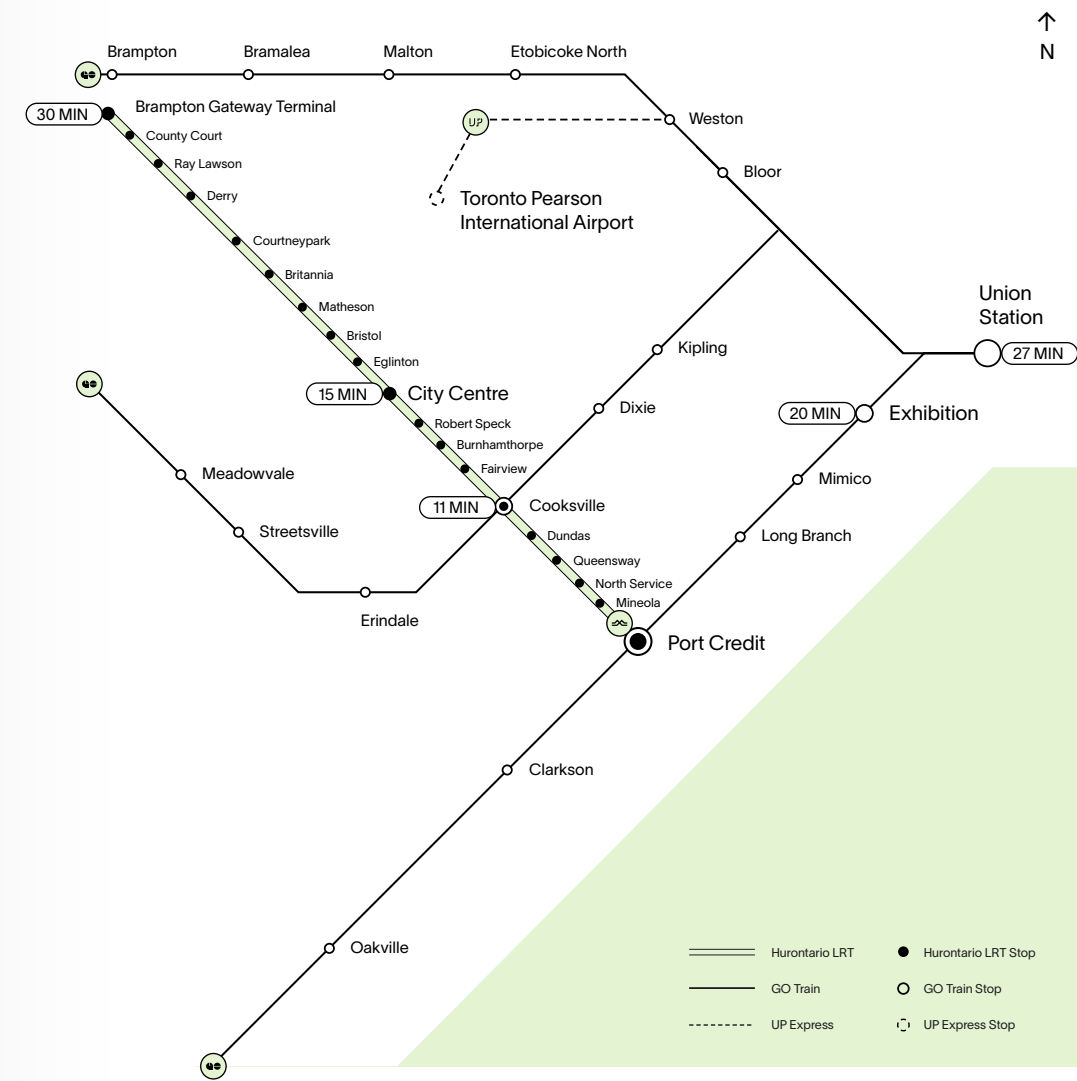 N
Brampton
Bramalea
Malton
Etobicoke North
30 MIN
Brampton Gateway Terminal
UP
Weston
County Court
Ray Lawson
Bloor
Derry
Toronto Pearson
International Airport
Courtneypark
Britannia
Union
Station
Matheson
Bristol
Kipling
27 MIN
Eglinton
15 MIN
City Centre
Dixie
20 MIN
Exhibition
Robert Speck
Burnhamthorpe
Meadowvale
Fairview
Mimico
11 MIN
Cooksville
Streetsville
Dundas
Long Branch
Queensway
North Service
Mineola
Erindale
Port Credit
Clarkson
Oakville
Hurontario LRT
Hurontario LRT Stop
GO Train
GO Train Stop
UP Express
UP Express Stop